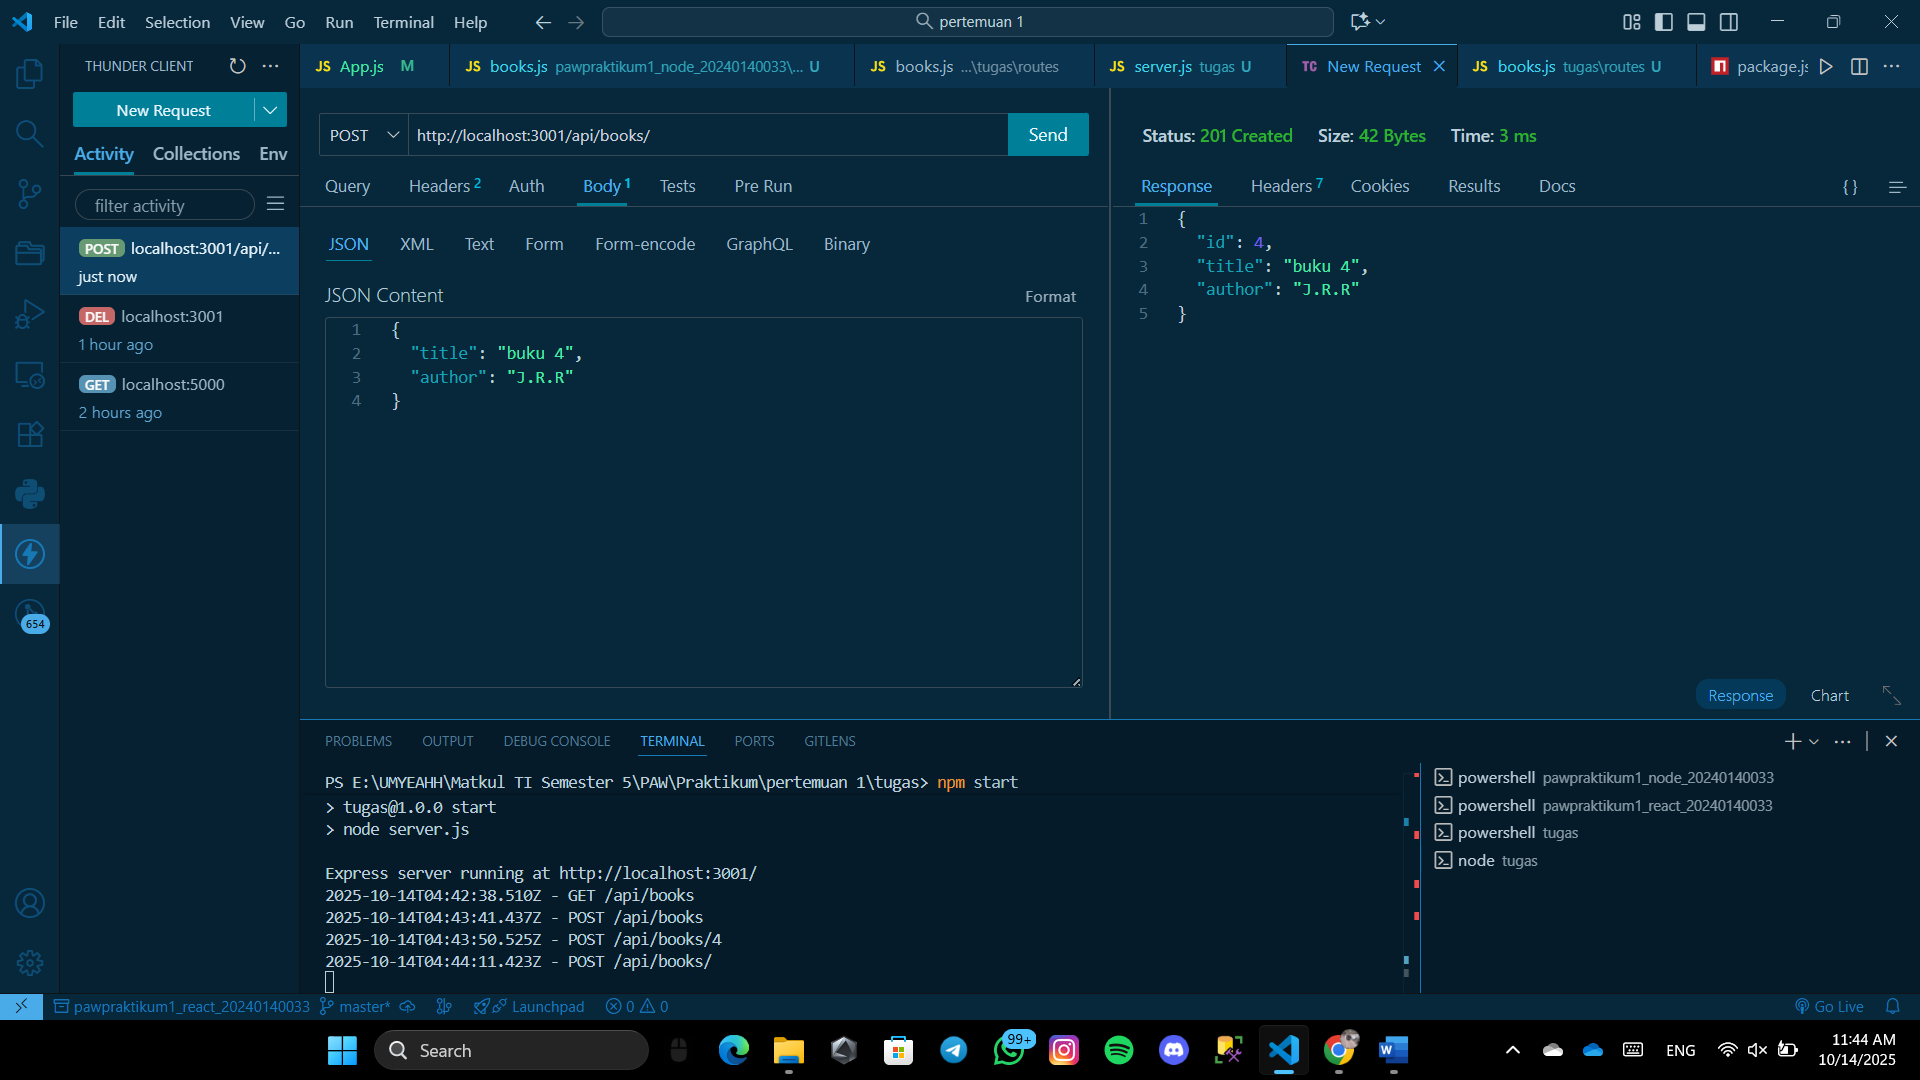 File Edit Selection View Go Run Terminal Help
pertemuan 1
THUNDER CLIENT
New Request
Activity Collections Env
filter activity
POST localhost:3001/api/...
just now
DEL localhost:3001
1 hour ago
GET localhost:5000
2 hours ago
654
JS App.js M
JS books.js pawpraktikum1_node_20240140033\... U
JS books.js ...\tugas\routes
JS server.js tugas U
TC New Request
JS books.js tugas\routes U
package.js
POST http://localhost:3001/api/books/ Send
Query Headers 2 Auth Body 1 Tests Pre Run
JSON XML Text Form Form-encode GraphQL Binary
JSON Content Format
1 {
2 "title": "buku 4",
3 "author": "J.R.R"
4 }
Status: 201 Created Size: 42 Bytes Time: 3 ms
Response Headers 7 Cookies Results Docs { }
1 {
2 "id": 4,
3 "title": "buku 4",
4 "author": "J.R.R"
5 }
Response Chart
PROBLEMS OUTPUT DEBUG CONSOLE TERMINAL PORTS GITLENS
PS E:\UMYEAHH\Matkul TI Semester 5\PAW\Praktikum\pertemuan 1\tugas> npm start
> tugas@1.0.0 start
> node server.js
Express server running at http://localhost:3001/
2025-10-14T04:42:38.510Z - GET /api/books
2025-10-14T04:43:41.437Z - POST /api/books
2025-10-14T04:43:50.525Z - POST /api/books/4
2025-10-14T04:44:11.423Z - POST /api/books/
powershell pawpraktikum1_node_20240140033
powershell pawpraktikum1_react_20240140033
powershell tugas
node tugas
pawpraktikum1_react_20240140033 master* Launchpad 0 0 Go Live
Search
99+
ENG
11:44 AM
10/14/2025